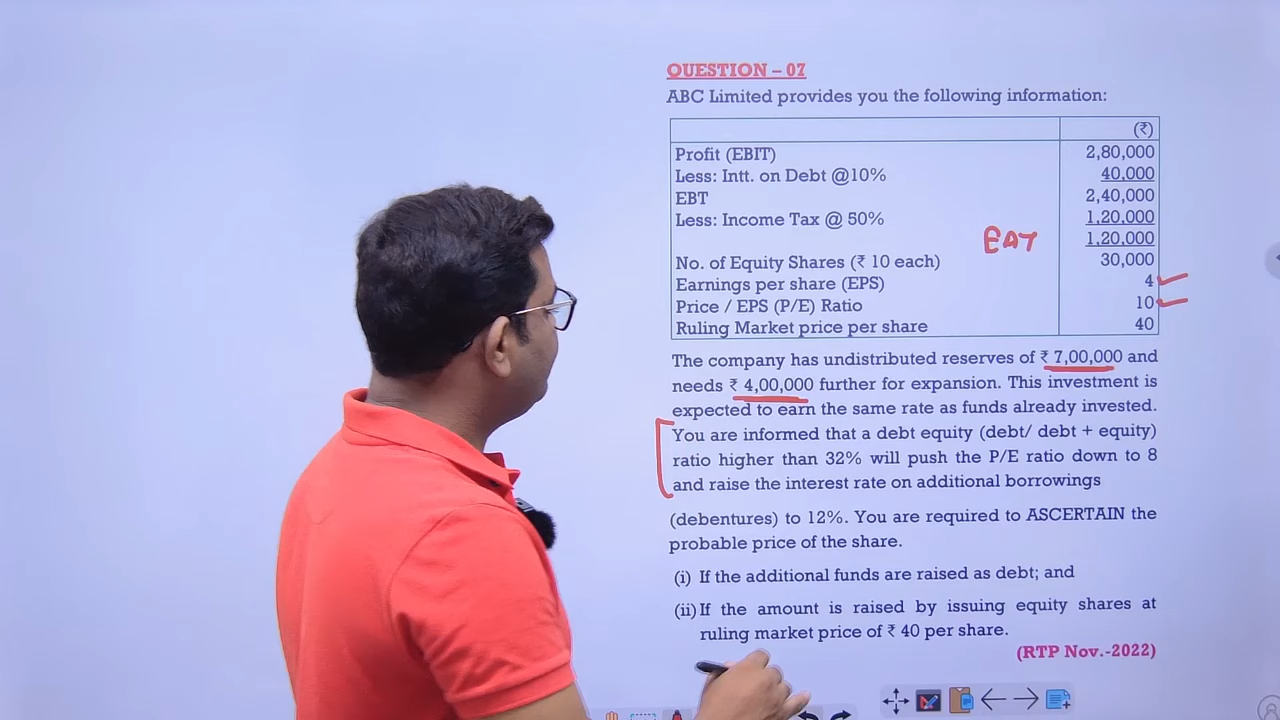 QUESTION – 07
ABC Limited provides you the following information:
(₹)
Profit (EBIT) 2,80,000
Less: Intt. on Debt @10% 40,000
EBT 2,40,000
Less: Income Tax @ 50% 1,20,000
EAT 1,20,000
No. of Equity Shares (₹ 10 each) 30,000
Earnings per share (EPS) 4
Price / EPS (P/E) Ratio 10
Ruling Market price per share 40
The company has undistributed reserves of ₹ 7,00,000 and
needs ₹ 4,00,000 further for expansion. This investment is
expected to earn the same rate as funds already invested.
You are informed that a debt equity (debt/ debt + equity)
ratio higher than 32% will push the P/E ratio down to 8
and raise the interest rate on additional borrowings
(debentures) to 12%. You are required to ASCERTAIN the
probable price of the share.
(i) If the additional funds are raised as debt; and
(ii) If the amount is raised by issuing equity shares at
ruling market price of ₹ 40 per share.
(RTP Nov.-2022)